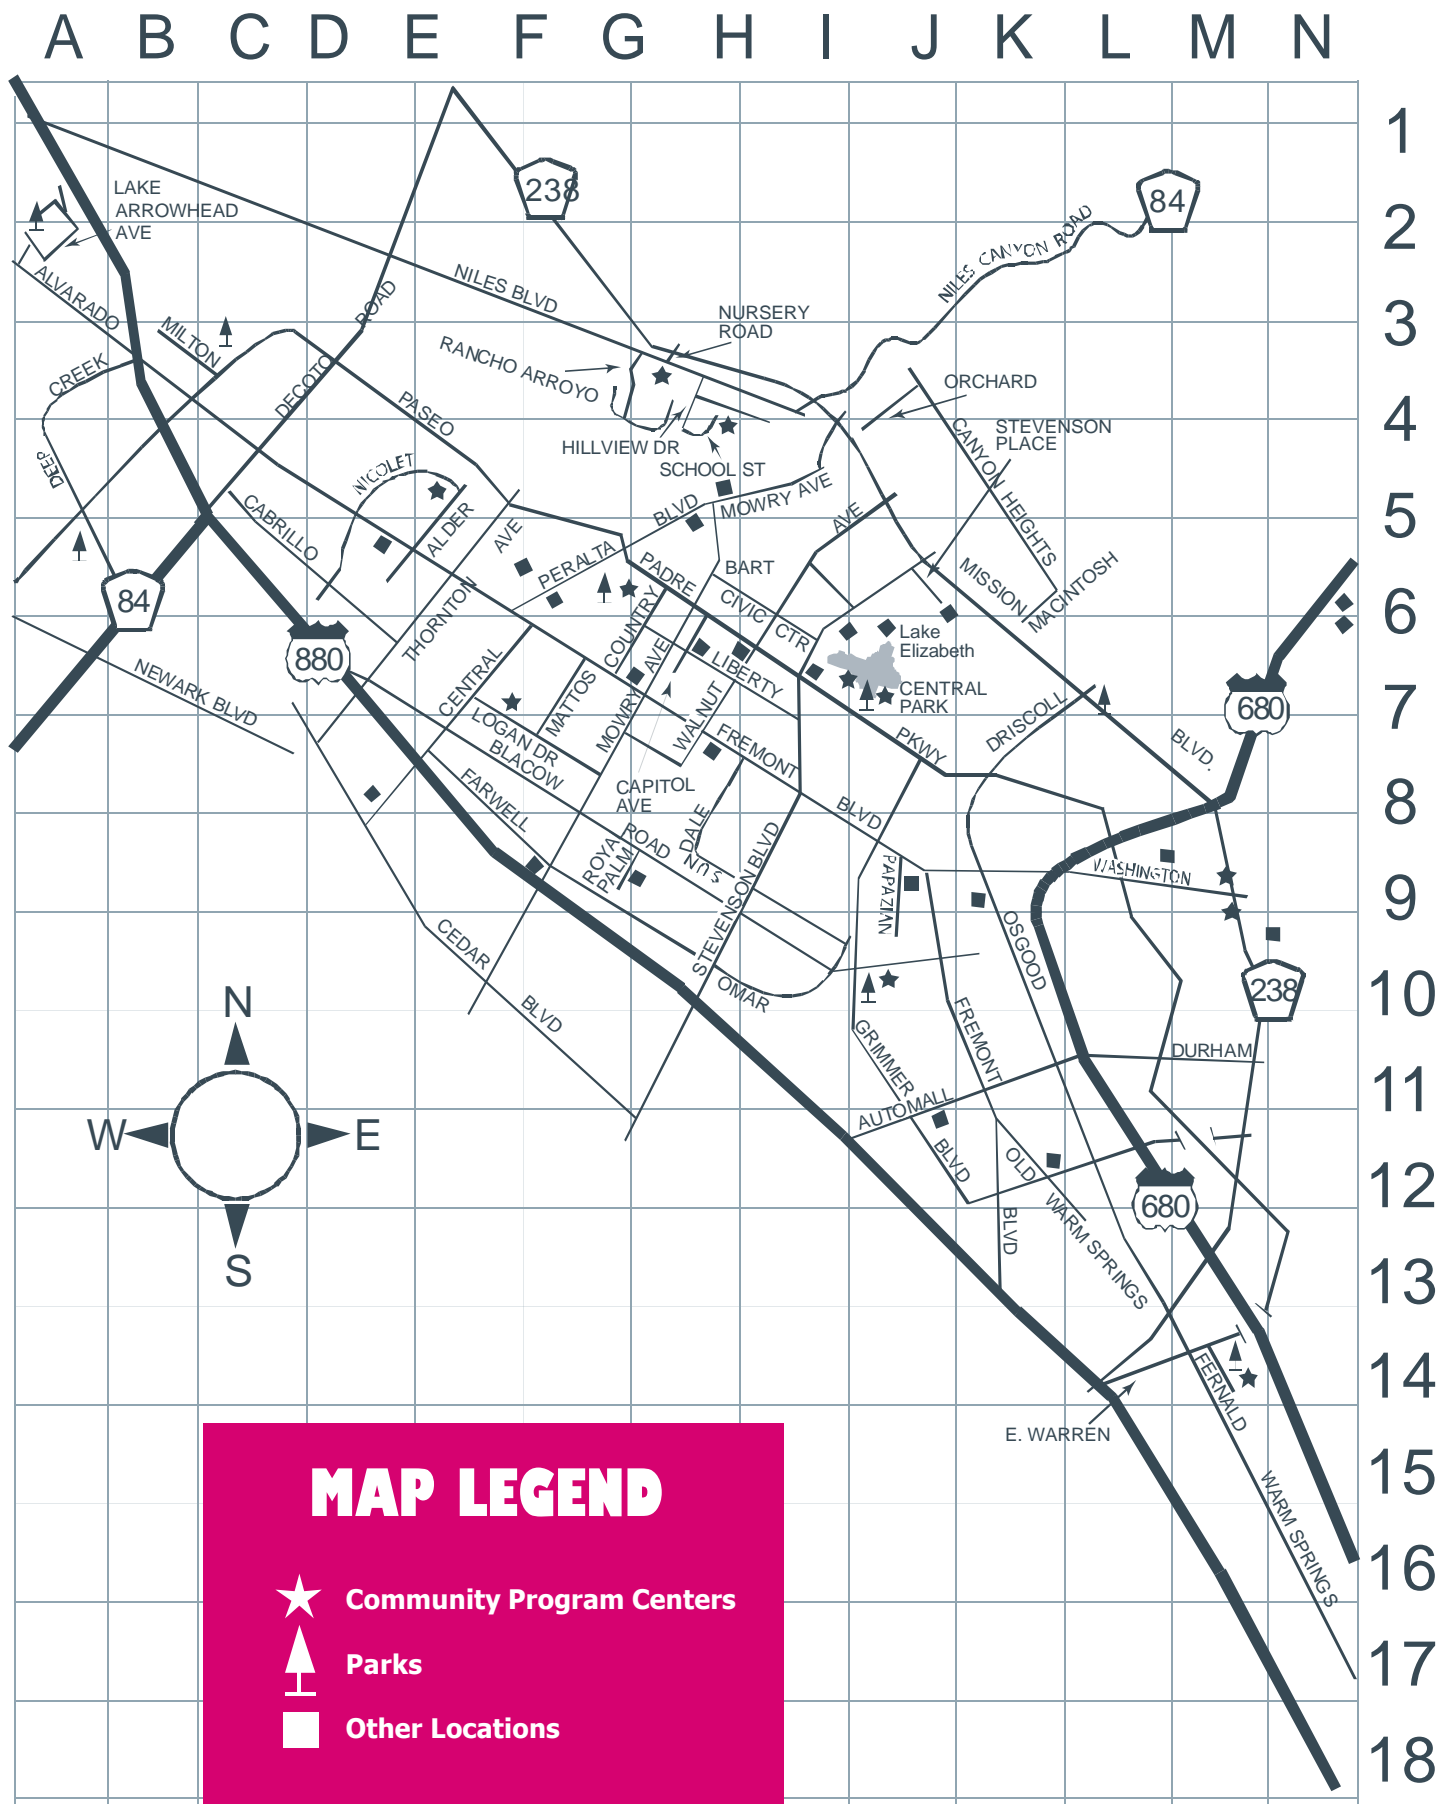 A B C D E F G H I J K L M N
1
2
3
4
5
6
7
8
9
10
11
12
13
14
15
16
17
18
238
84
LAKE
ARROWHEAD
AVE
NILES CANYON ROAD
ALVARADO
NILES BLVD
ROAD
NURSERY
ROAD
MILTON
RANCHO ARROYO
CREEK
DECOTO
PASEO
ORCHARD
STEVENSON
PLACE
CANYON HEIGHTS
HILLVIEW DR
SCHOOL ST
DEEP
NICOLET
MOWRY AVE
BLVD
CABRILLO
ALDER
AVE
AVE
PERALTA
PADRE
BART
MISSION
MACINTOSH
84
CIVIC CTR
COUNTRY
THORNTON
880
Lake
Elizabeth
NEWARK BLVD
CENTRAL
AVE
LIBERTY
CENTRAL
PARK
MATTOS
MOWRY
WALNUT
680
LOGAN DR
BLACOW
FREMONT
PKWY
DRISCOLL
BLVD.
FARWELL
CAPITOL
AVE
BLVD
ROAD
DALE
SUN
ROYAL
PALM
STEVENSON BLVD
PAPAZIAN
WASHINGTON
CEDAR
OSGOOD
OMAR
238
BLVD
FREMONT
GRIMMER
DURHAM
N
W
E
S
AUTOMALL
BLVD
OLD
WARM SPRINGS
BLVD
680
FERNALD
E. WARREN
WARM SPRINGS
MAP LEGEND
Community Program Centers
Parks
Other Locations